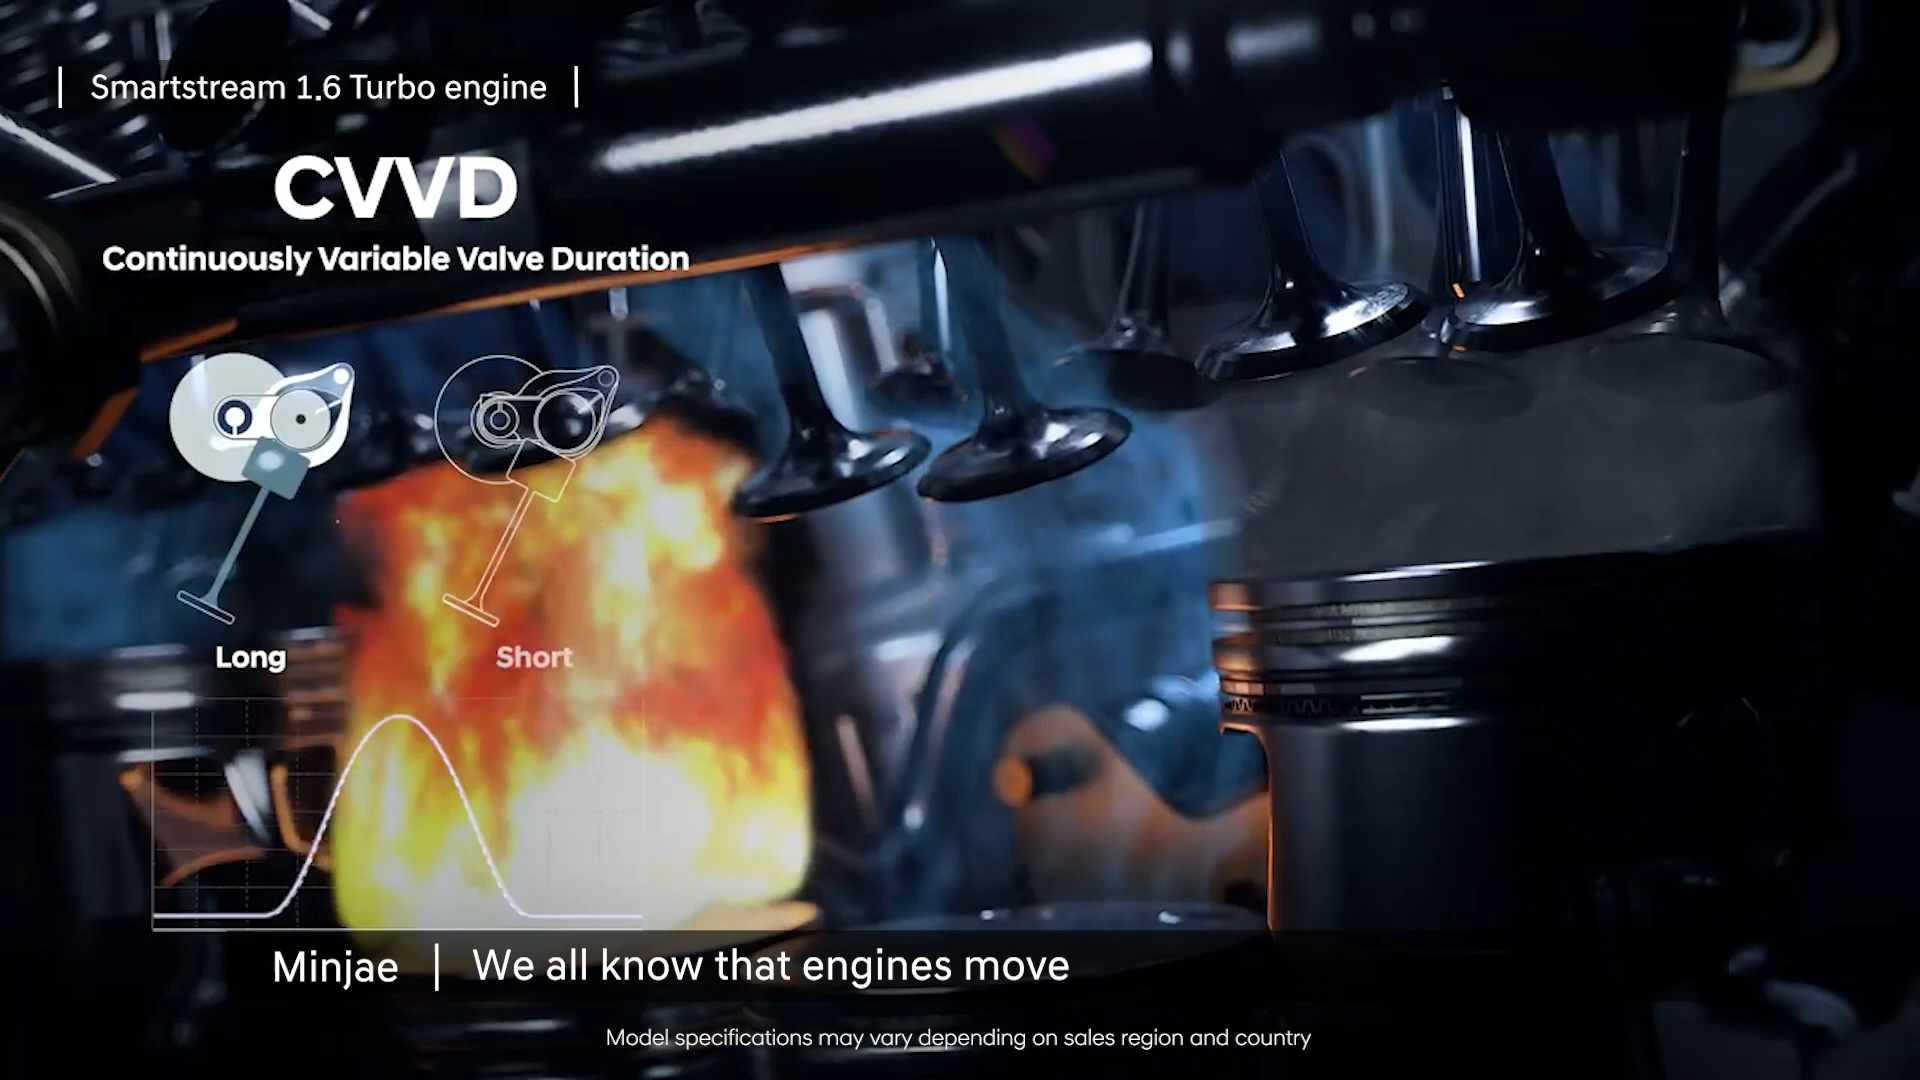 Smartstream 1.6 Turbo engine
CVVD
Continuously Variable Valve Duration
Long
Short
Minjae
We all know that engines move
Model specifications may vary depending on sales region and country